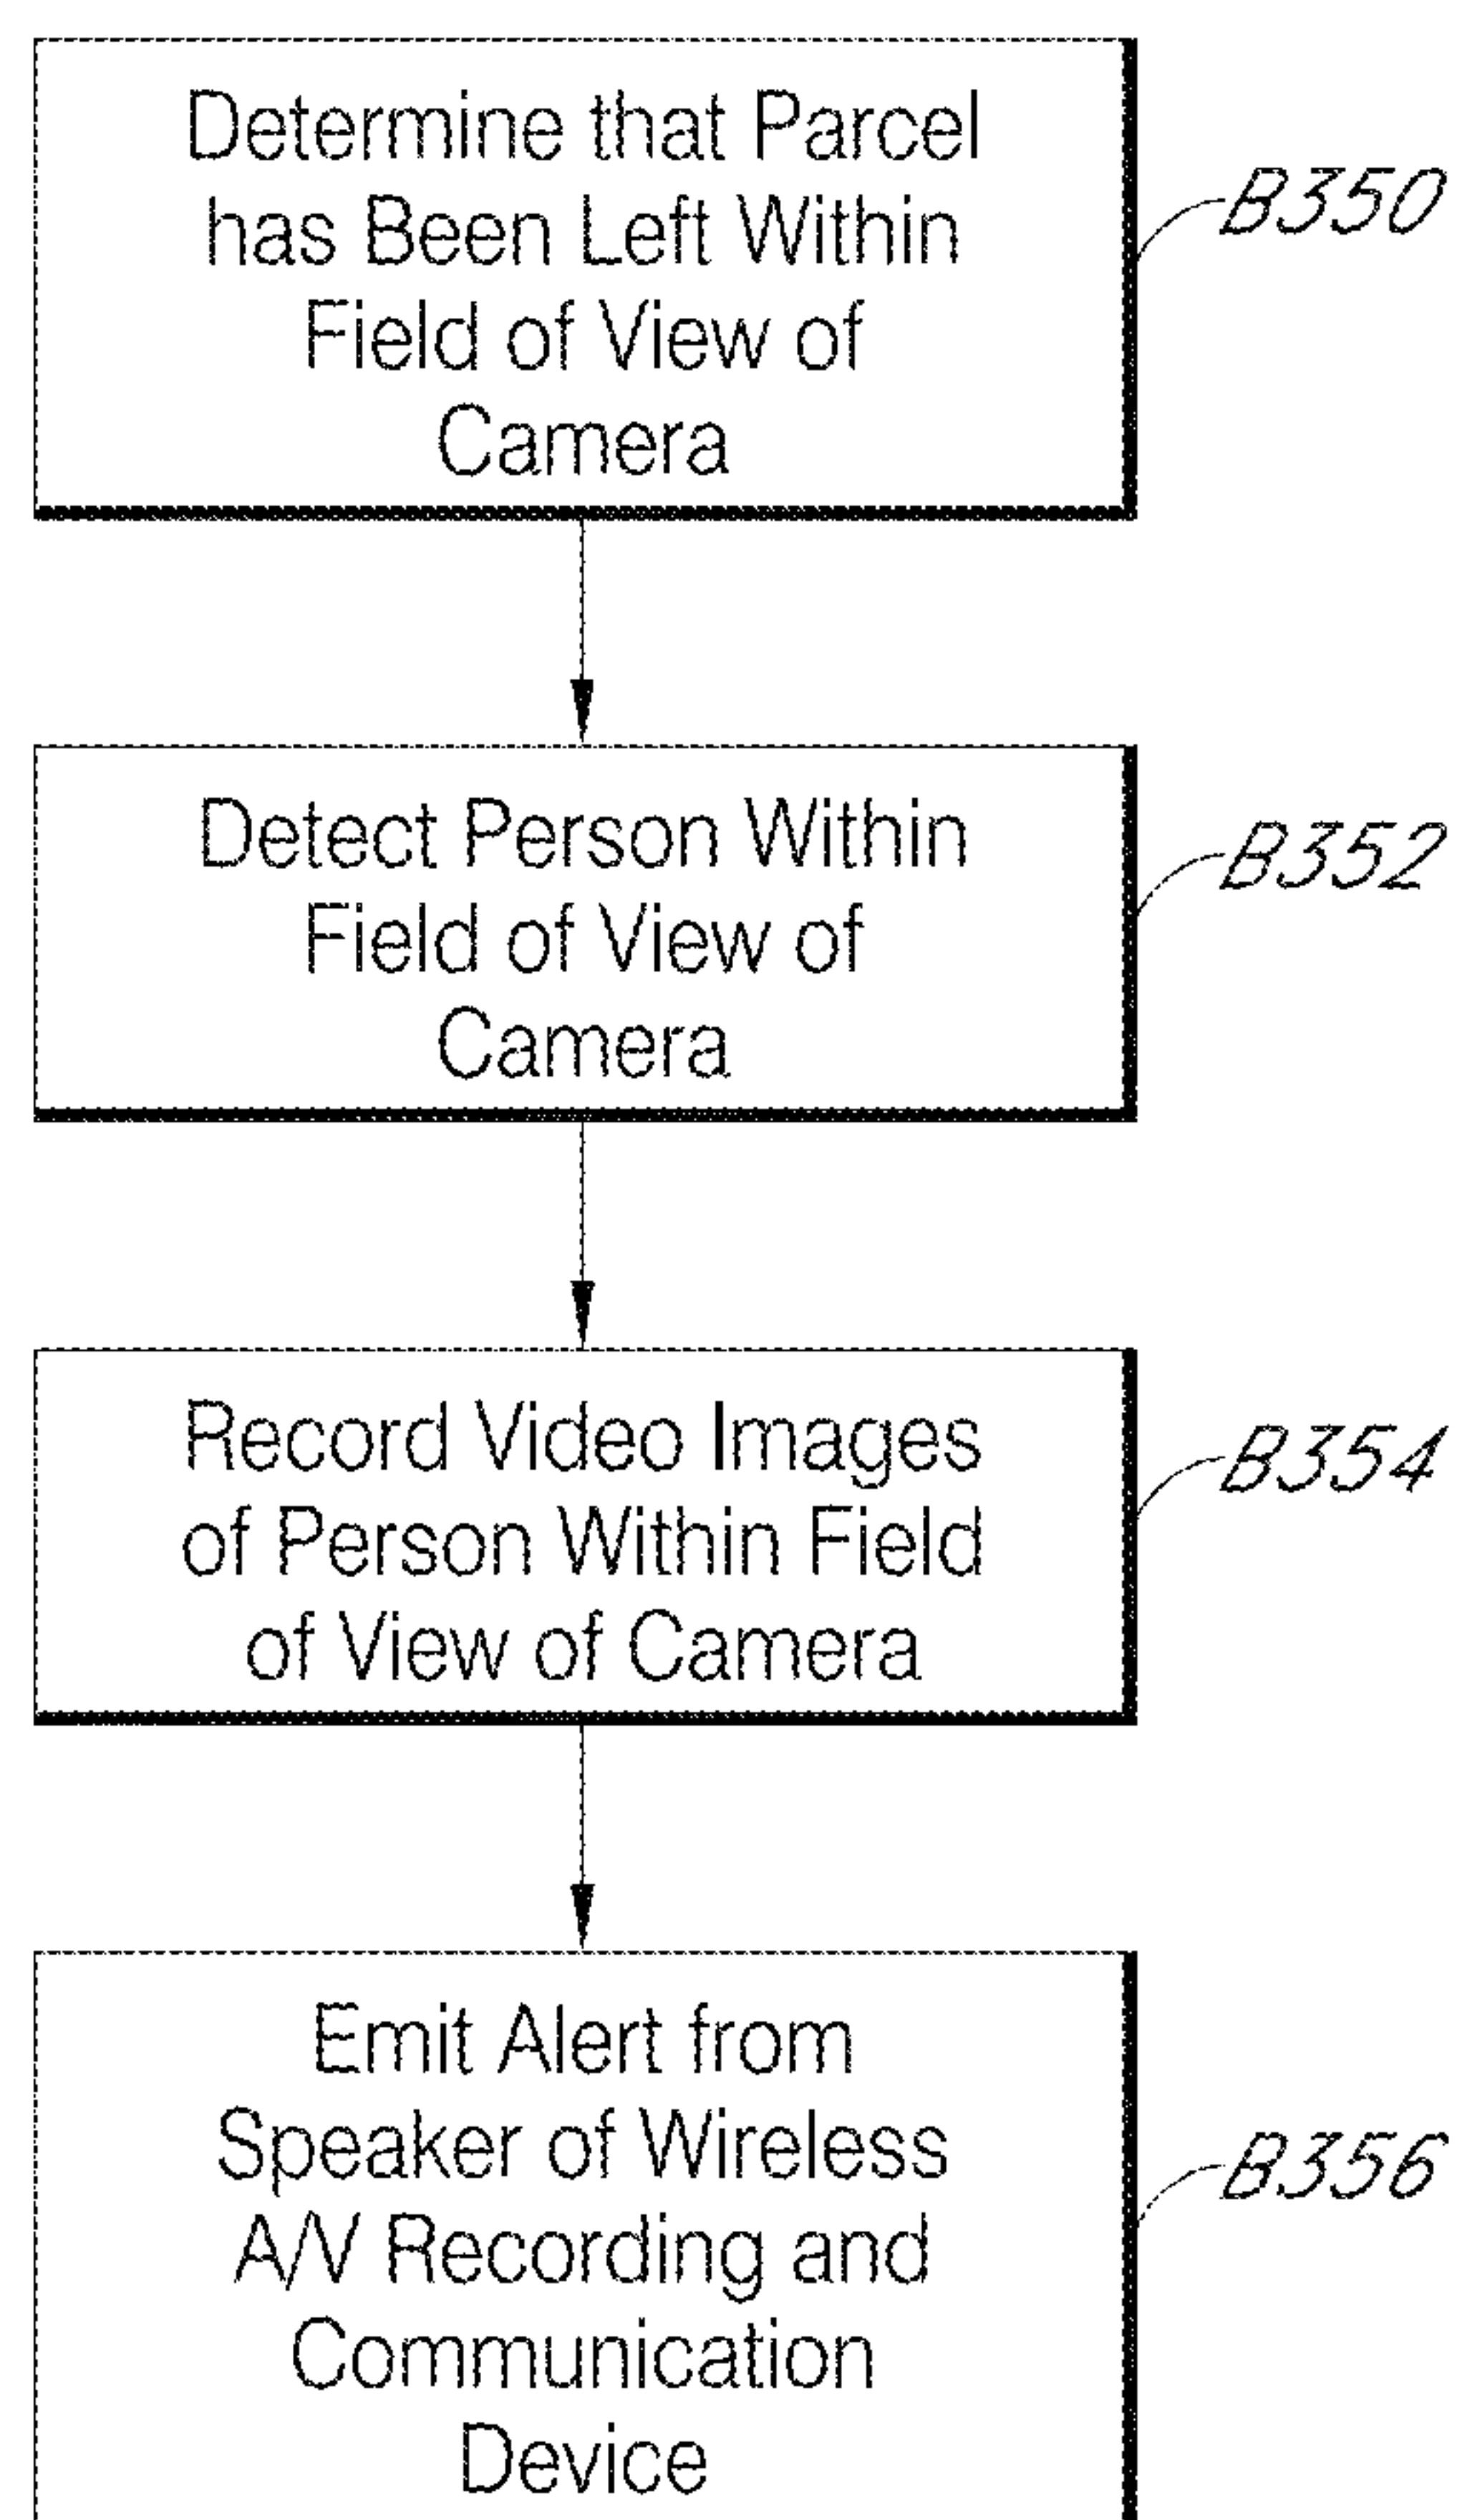 Determine that Parcel
has Been Left Within
Field of View of
Camera
B350
Detect Person Within
Field of View of
Camera
B352
Record Video Images
of Person Within Field
of View of Camera
B354
Emit Alert from
Speaker of Wireless
A/V Recording and
Communication
Device
B356